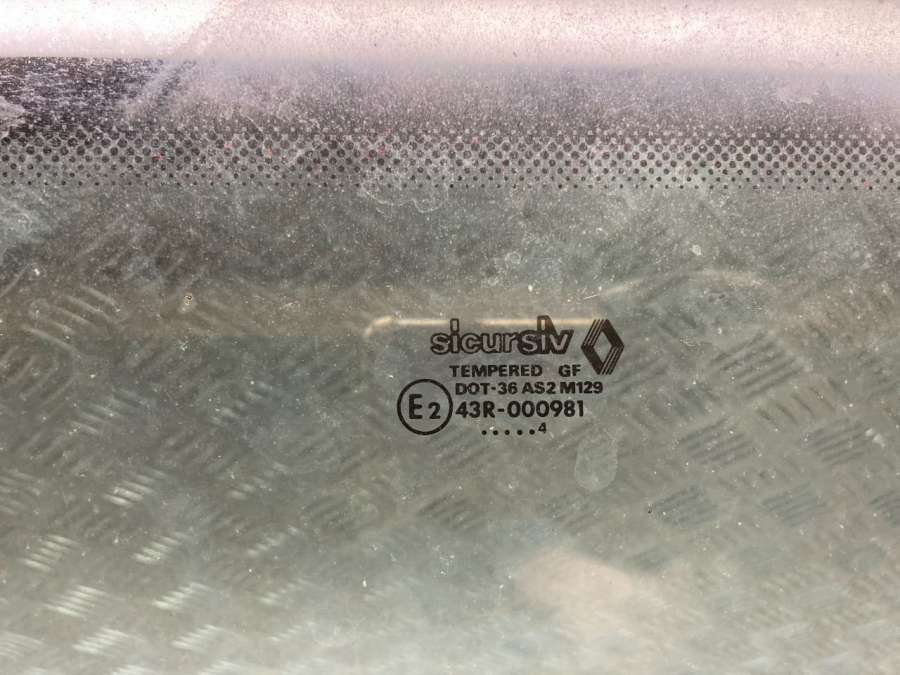 sicursiv
TEMPERED GF
DOT-36 AS2 M129
E2 43R-000981
.....4